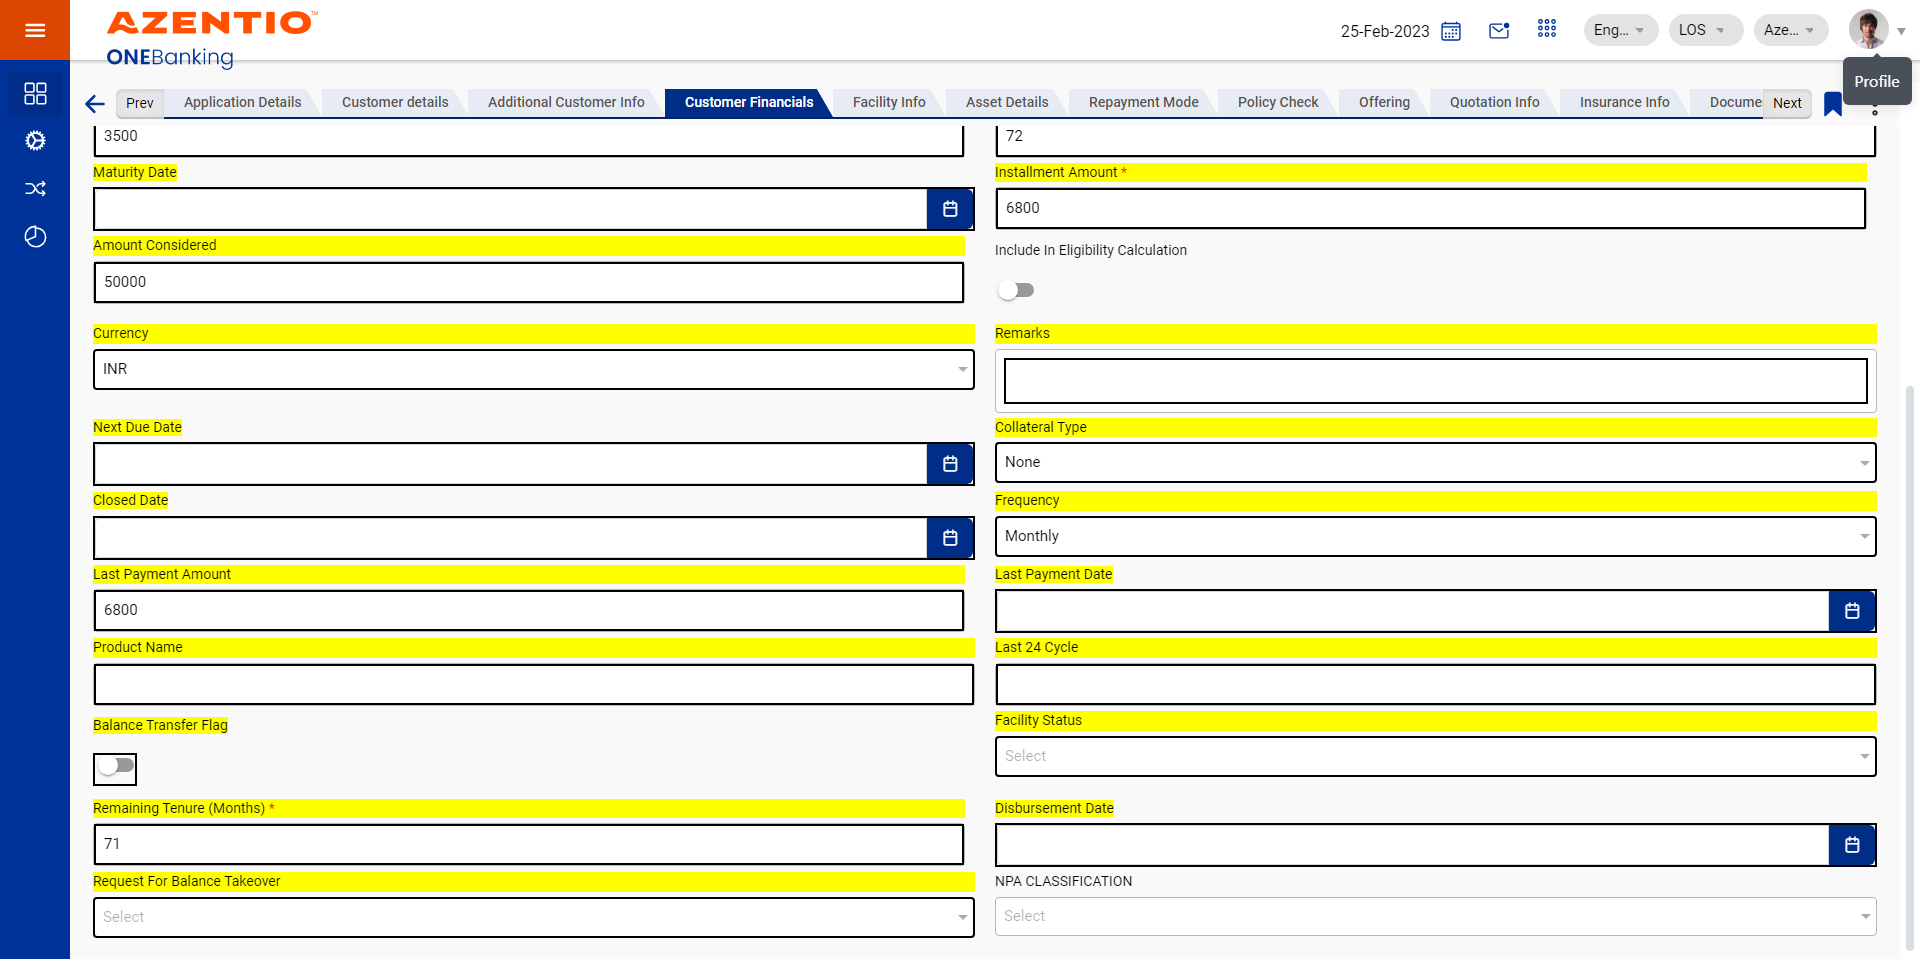 AZENTIO™
ONEBanking
25-Feb-2023
Eng...
LOS
Aze...
Profile
Prev
Application Details
Customer details
Additional Customer Info
Customer Financials
Facility Info
Asset Details
Repayment Mode
Policy Check
Offering
Quotation Info
Insurance Info
Docume
Next
3500
72
Maturity Date
Installment Amount *
6800
Amount Considered
Include In Eligibility Calculation
50000
Currency
Remarks
INR
Next Due Date
Collateral Type
None
Closed Date
Frequency
Monthly
Last Payment Amount
Last Payment Date
6800
Product Name
Last 24 Cycle
Balance Transfer Flag
Facility Status
Select
Remaining Tenure (Months) *
Disbursement Date
71
Request For Balance Takeover
NPA CLASSIFICATION
Select
Select